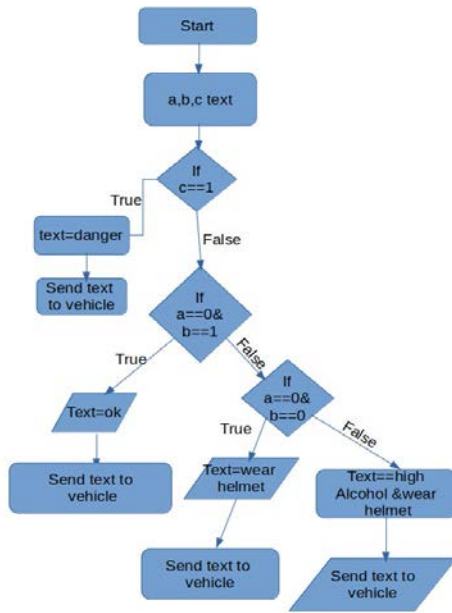 Start
a,b,c text
If
c==1
True
False
text=danger
Send text
to vehicle
If
a==0&
b==1
True
False
Text=ok
Send text to
vehicle
If
a==0&
b==0
True
False
Text=wear
helmet
Send text to
vehicle
Text==high
Alcohol &wear
helmet
Send text to
vehicle